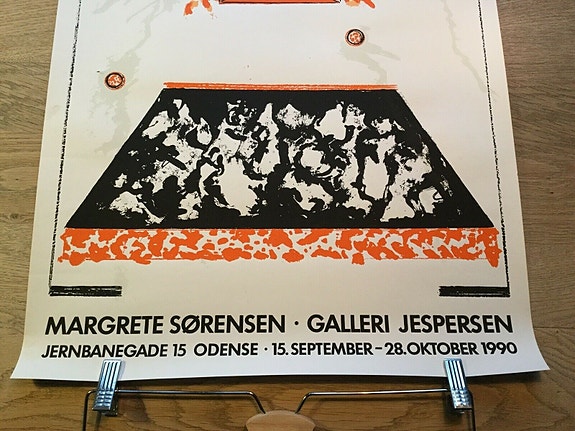 MARGRETE SØRENSEN · GALLERI JESPERSEN
JERNBANEGADE 15 ODENSE · 15. SEPTEMBER – 28. OKTOBER 1990